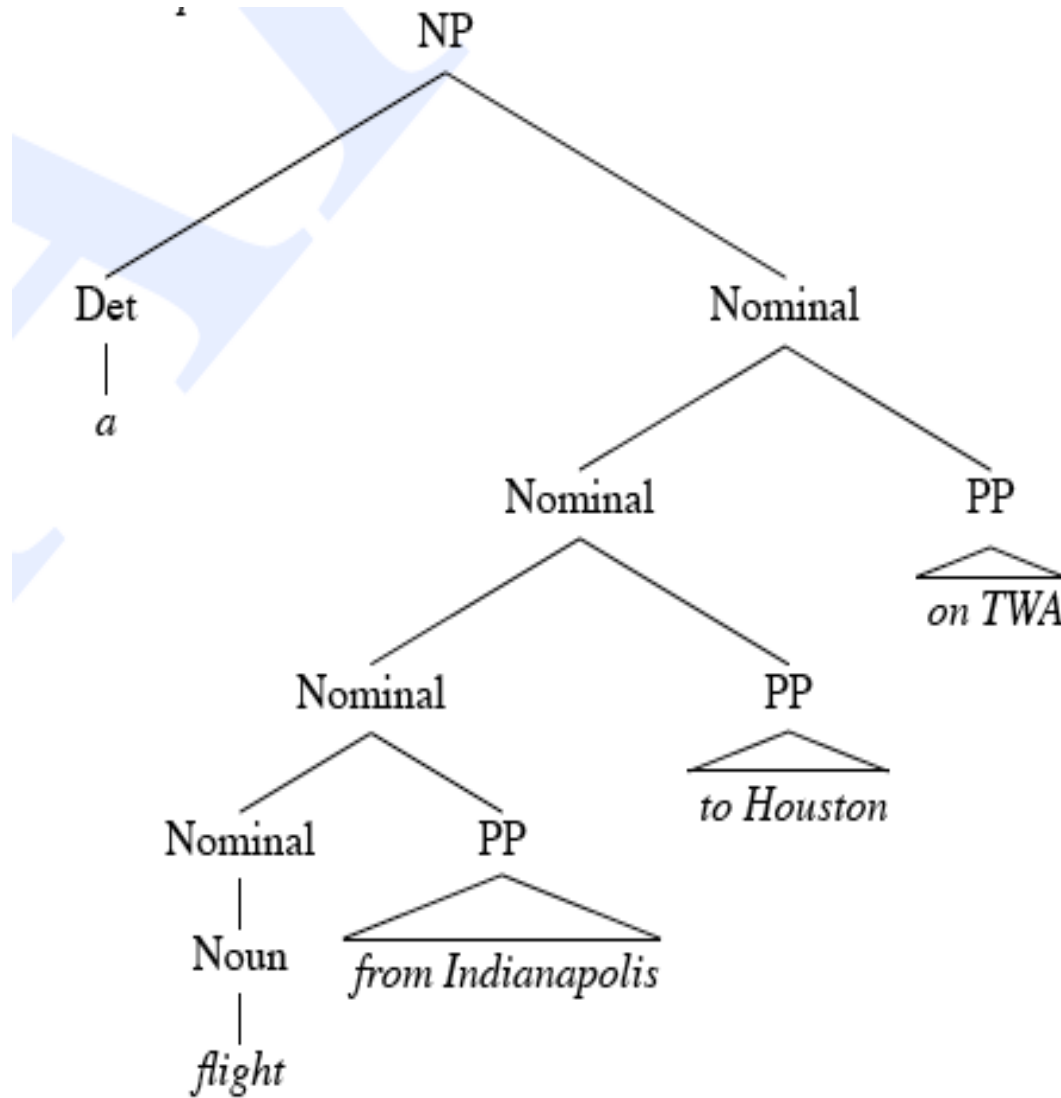 NP
Det Nominal
a
Nominal PP
on TWA
Nominal PP
to Houston
Nominal PP
Noun
from Indianapolis
flight